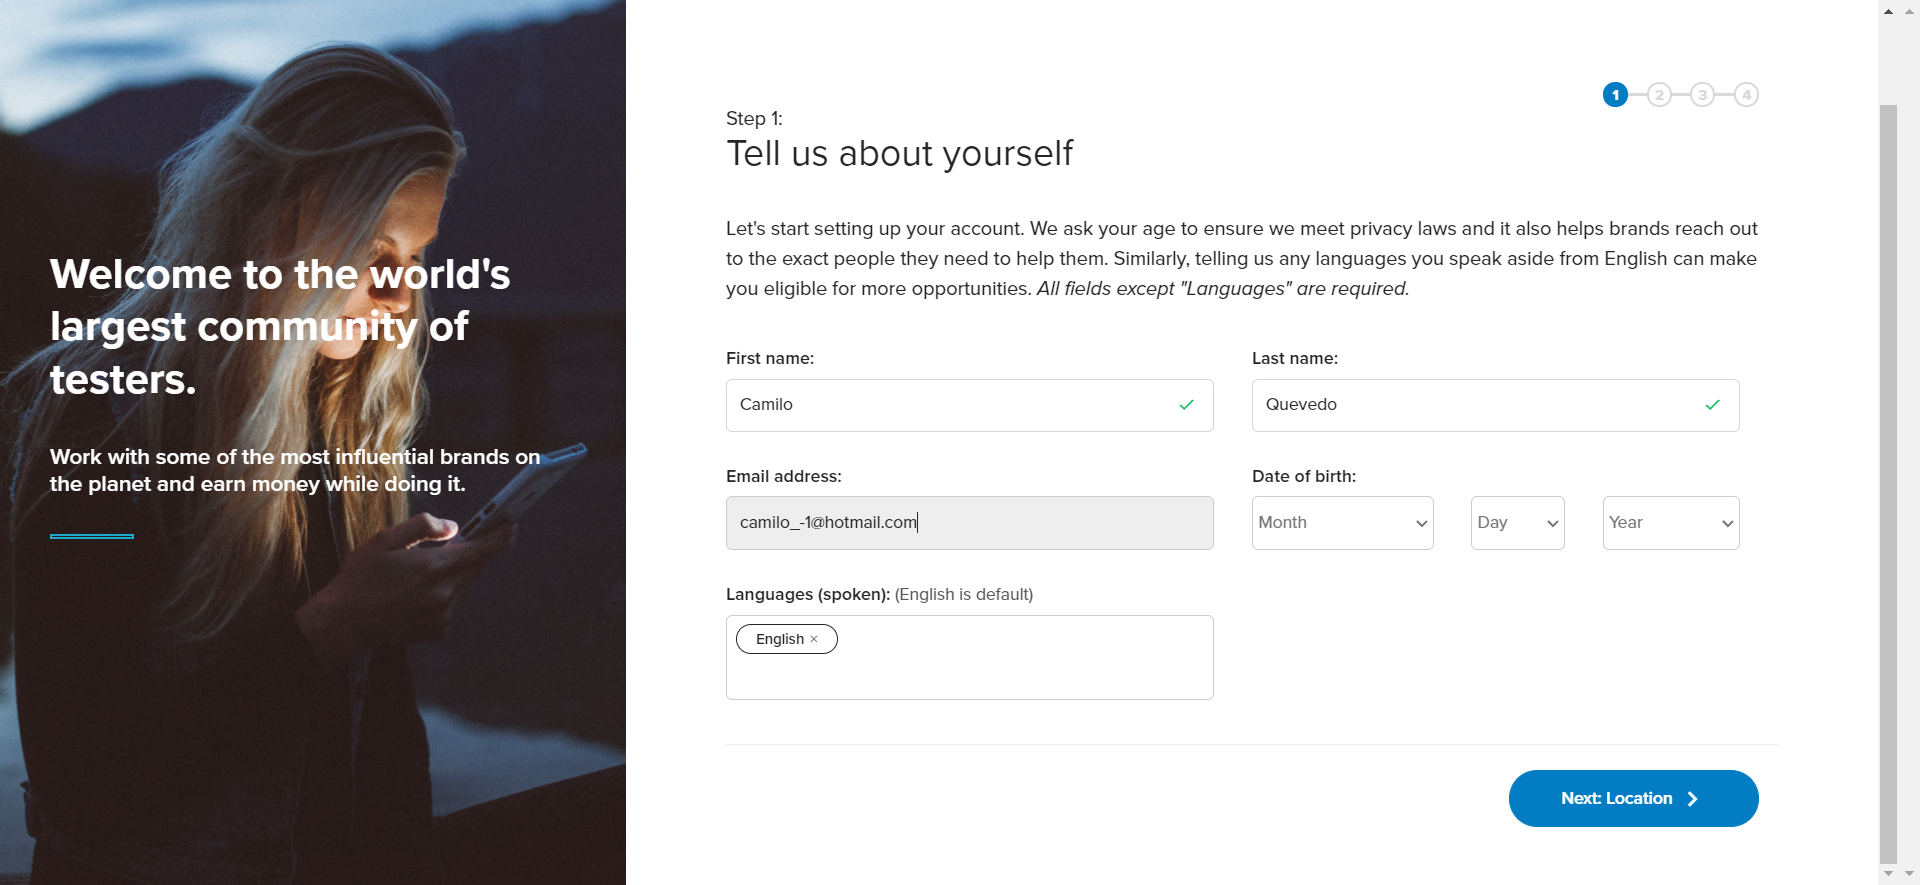 Welcome to the world's
largest community of
testers.
Work with some of the most influential brands on
the planet and earn money while doing it.
1 2 3 4
Step 1:
Tell us about yourself
Let's start setting up your account. We ask your age to ensure we meet privacy laws and it also helps brands reach out
to the exact people they need to help them. Similarly, telling us any languages you speak aside from English can make
you eligible for more opportunities. All fields except "Languages" are required.
First name:
Last name:
Camilo
Quevedo
Email address:
Date of birth:
camilo_-1@hotmail.com
Month
Day
Year
Languages (spoken): (English is default)
English ×
Next: Location